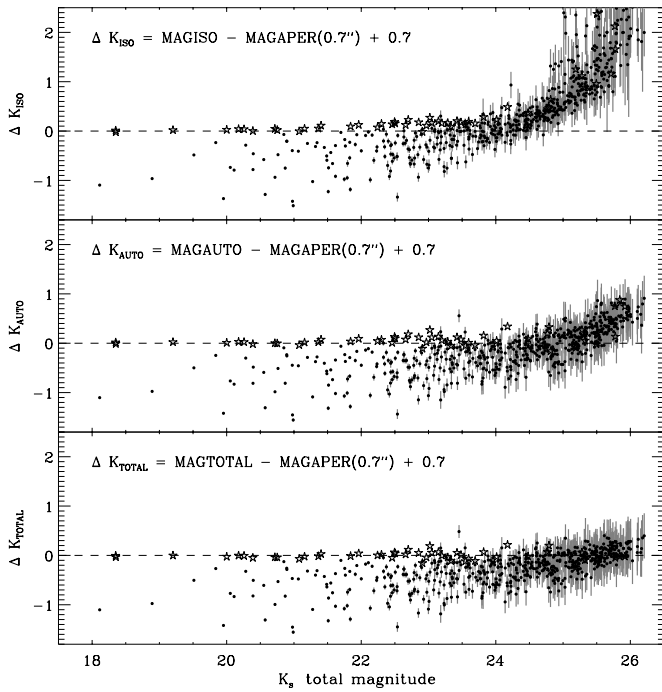 Δ K_ISO = MAGISO − MAGAPER(0.7") + 0.7
Δ K_ISO
2
1
0
−1
Δ K_AUTO = MAGAUTO − MAGAPER(0.7") + 0.7
Δ K_AUTO
2
1
0
−1
Δ K_TOTAL = MAGTOTAL − MAGAPER(0.7") + 0.7
Δ K_TOTAL
2
1
0
−1
18 20 22 24 26
K_s total magnitude